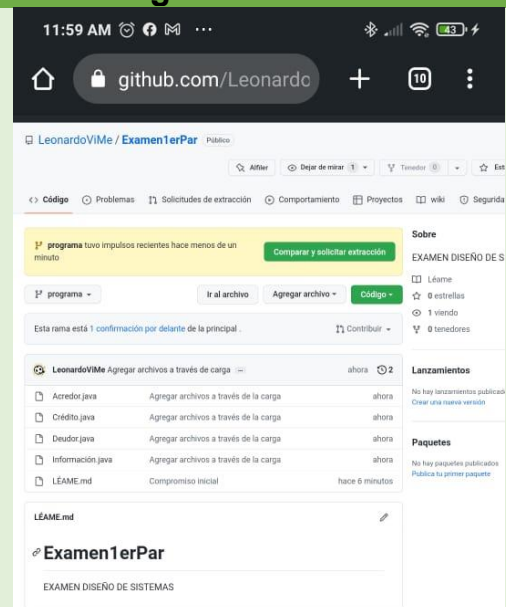 11:59 AM ...
43
github.com/Leonardo
10
LeonardoViMe / Examen1erPar Público
Alfiler Dejar de mirar 1 Tenedor 0 Est
Código Problemas Solicitudes de extracción Comportamiento Proyectos wiki Segurida
programa tuvo impulsos recientes hace menos de un
minuto
Comparar y solicitar extracción
programa Ir al archivo Agregar archivo Código
Esta rama está 1 confirmación por delante de la principal . Contribuir
LeonardoViMe Agregar archivos a través de carga ... ahora 2
Acredor.java Agregar archivos a través de la carga ahora
Crédito.java Agregar archivos a través de la carga ahora
Deudor.java Agregar archivos a través de la carga ahora
Información.java Agregar archivos a través de la carga ahora
LÉAME.md Compromiso inicial hace 6 minutos
LÉAME.md
Examen1erPar
EXAMEN DISEÑO DE SISTEMAS
Sobre
EXAMEN DISEÑO DE S
Léame
0 estrellas
1 viendo
0 tenedores
Lanzamientos
No hay lanzamientos publicad
Crear una nueva versión
Paquetes
No hay paquetes publicados
Publica tu primer paquete